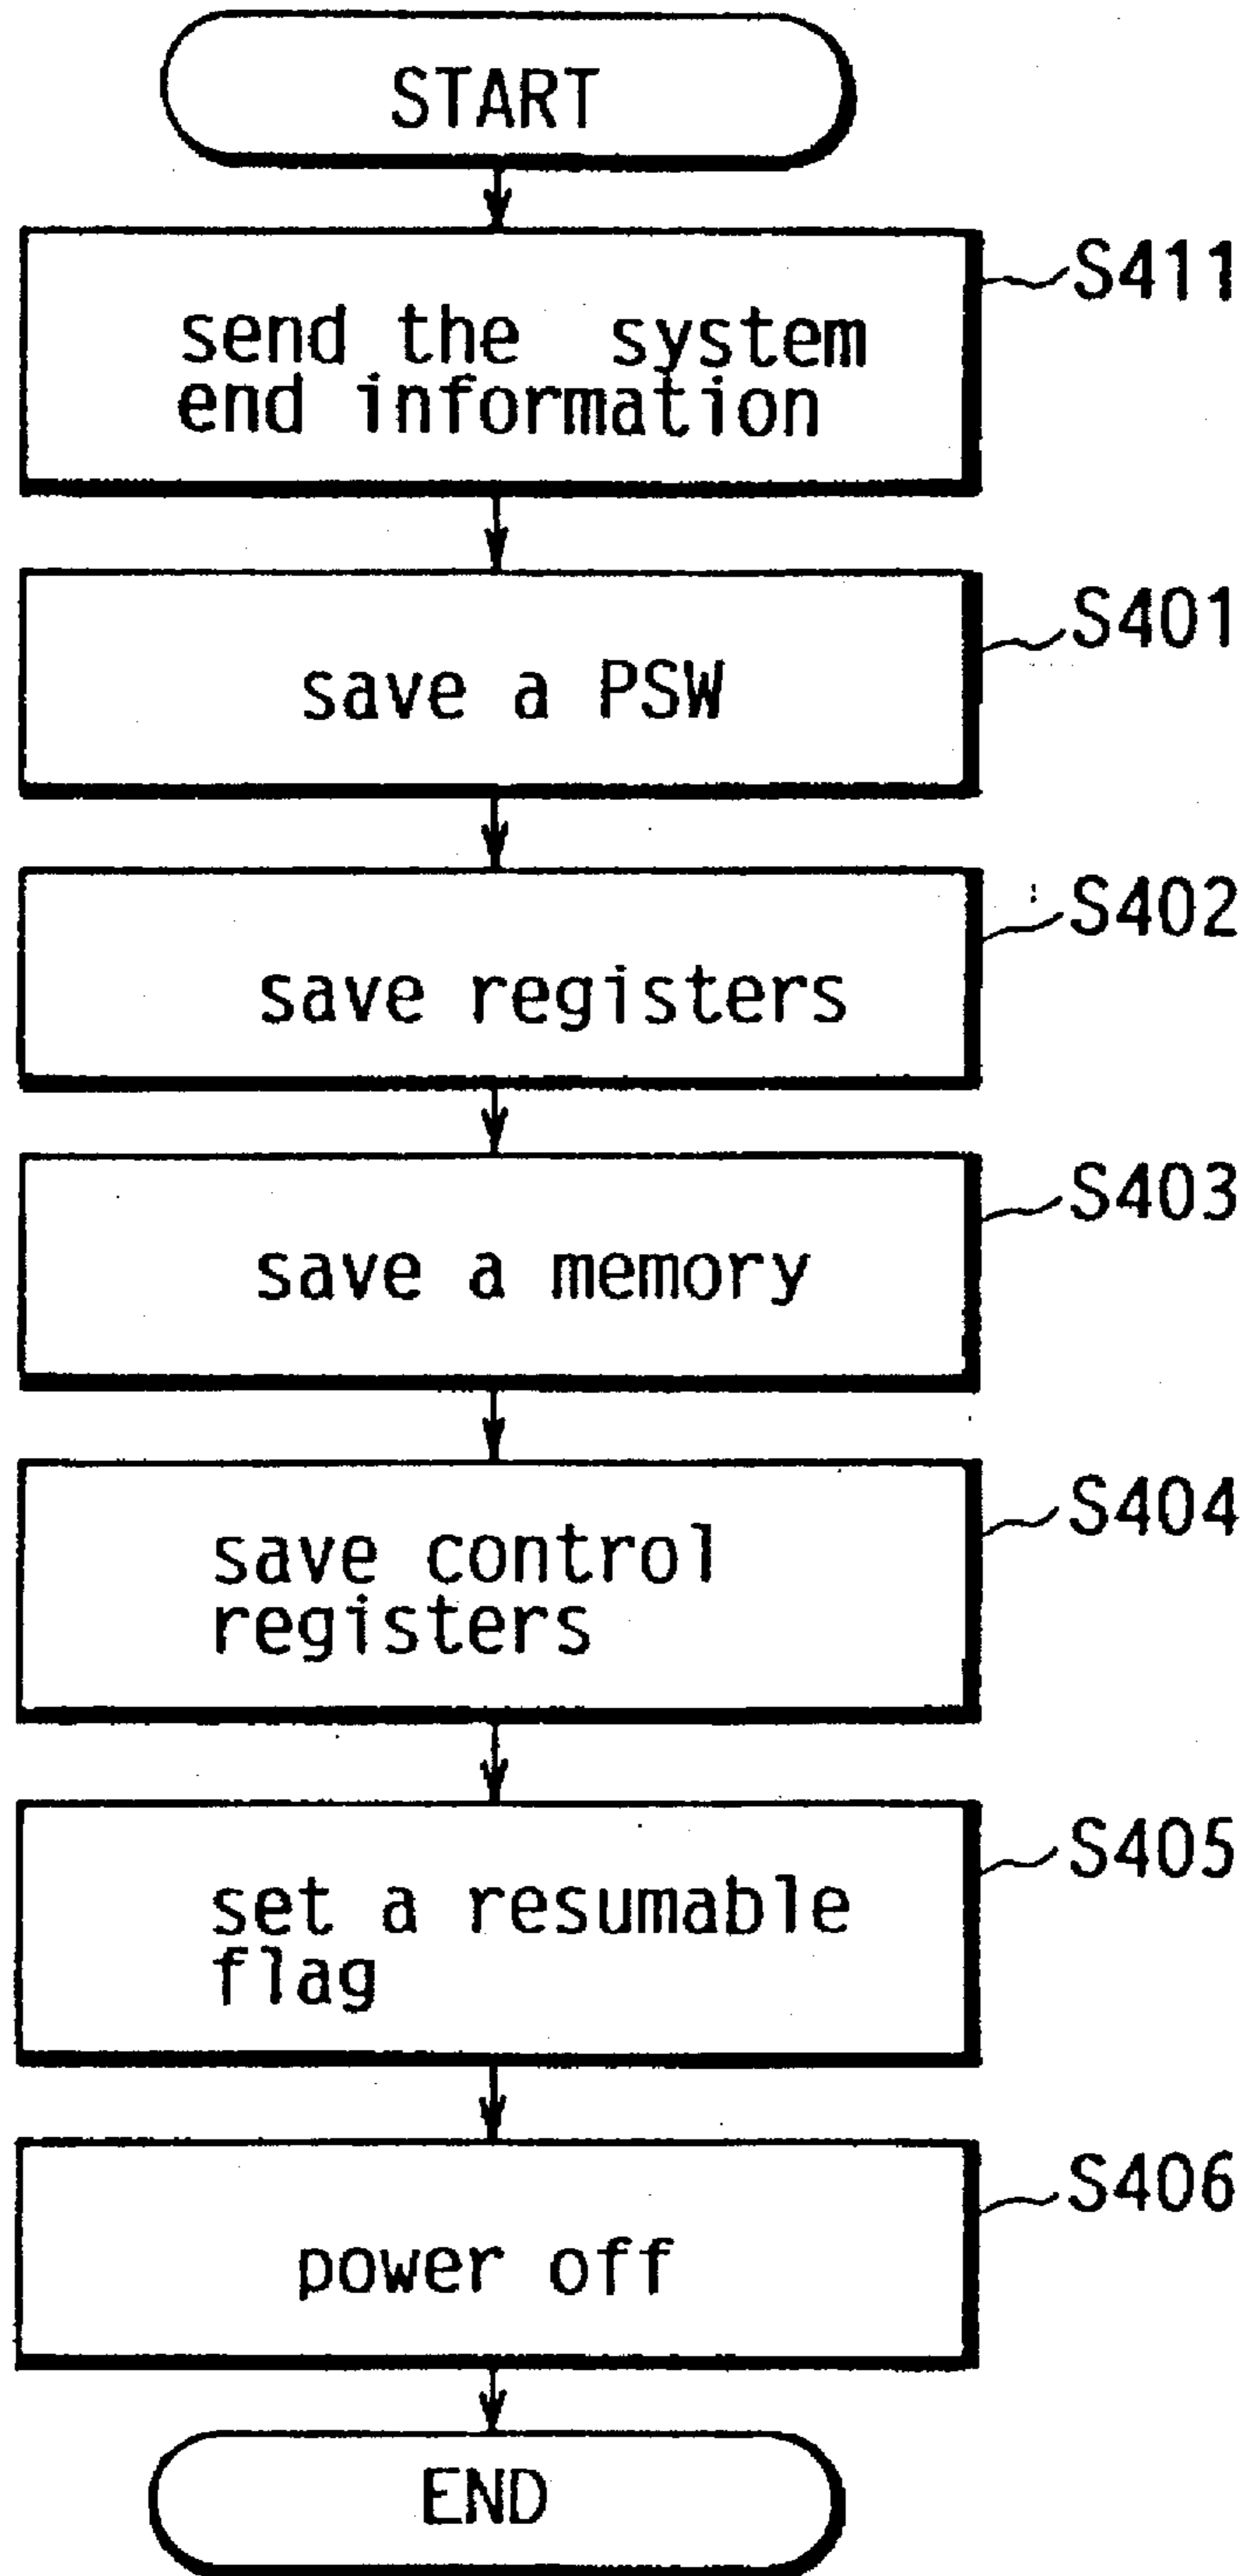 START
S411
send the system
end information
S401
save a PSW
S402
save registers
S403
save a memory
S404
save control
registers
S405
set a resumable
flag
S406
power off
END